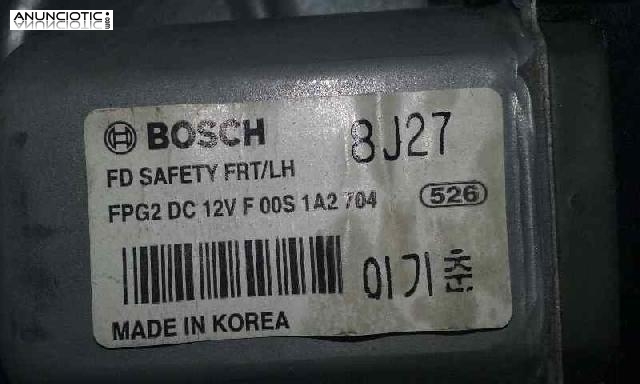 ANUNCIOTIC.com
BOSCH 8J27
FD SAFETY FRT/LH
FPG2 DC 12V F 00S 1A2 704 526
이기춘
MADE IN KOREA